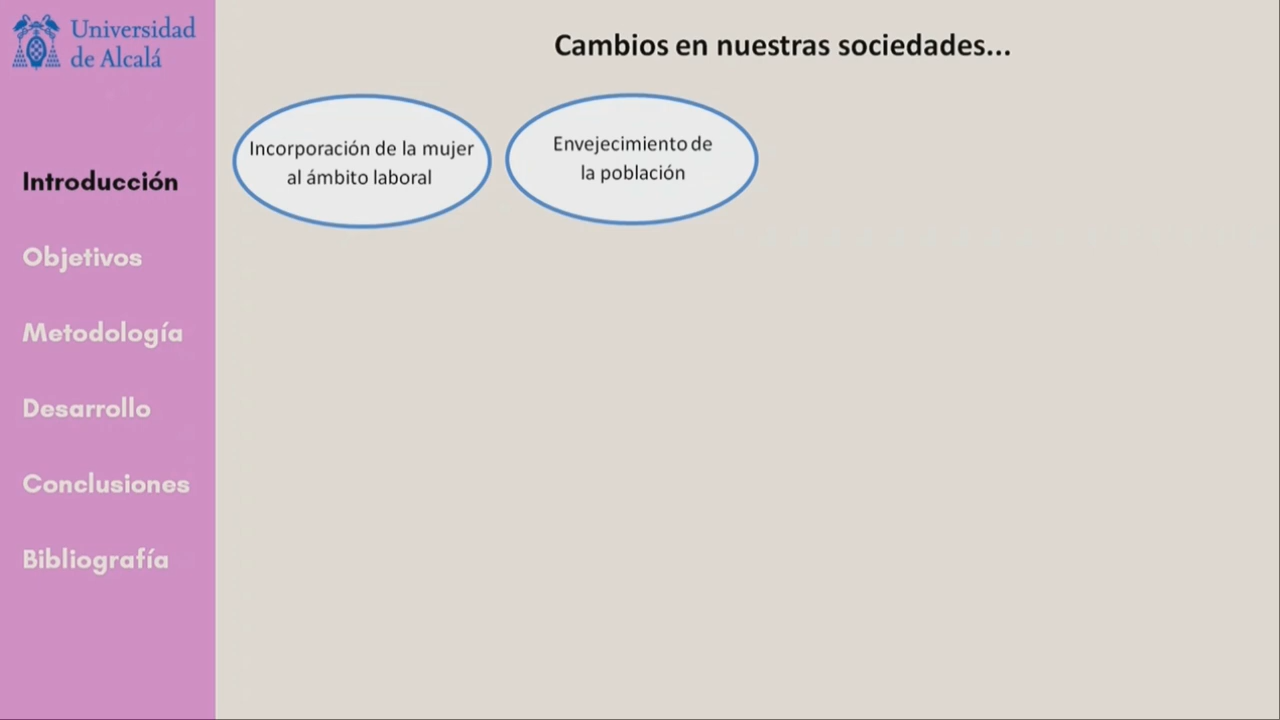 Universidad
de Alcalá
Introducción
Objetivos
Metodología
Desarrollo
Conclusiones
Bibliografía
Cambios en nuestras sociedades...
Incorporación de la mujer
al ámbito laboral
Envejecimiento de
la población